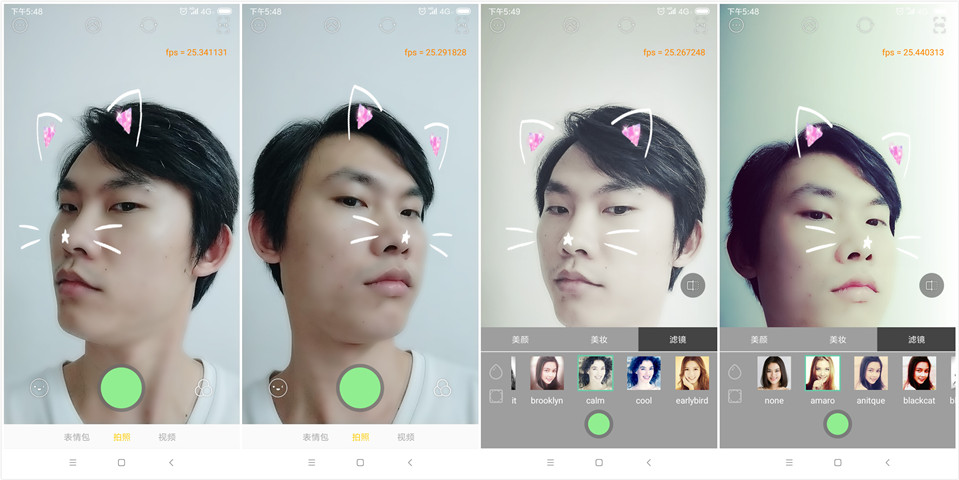 下午5:48
4G
fps = 25.341131
表情包
拍照
视频
下午5:48
4G
fps = 25.291828
表情包
拍照
视频
下午5:49
4G
fps = 25.267248
美颜
美妆
滤镜
it
brooklyn
calm
cool
earlybird
下午5:48
4G
fps = 25.440313
美颜
美妆
滤镜
none
amaro
anitque
blackcat